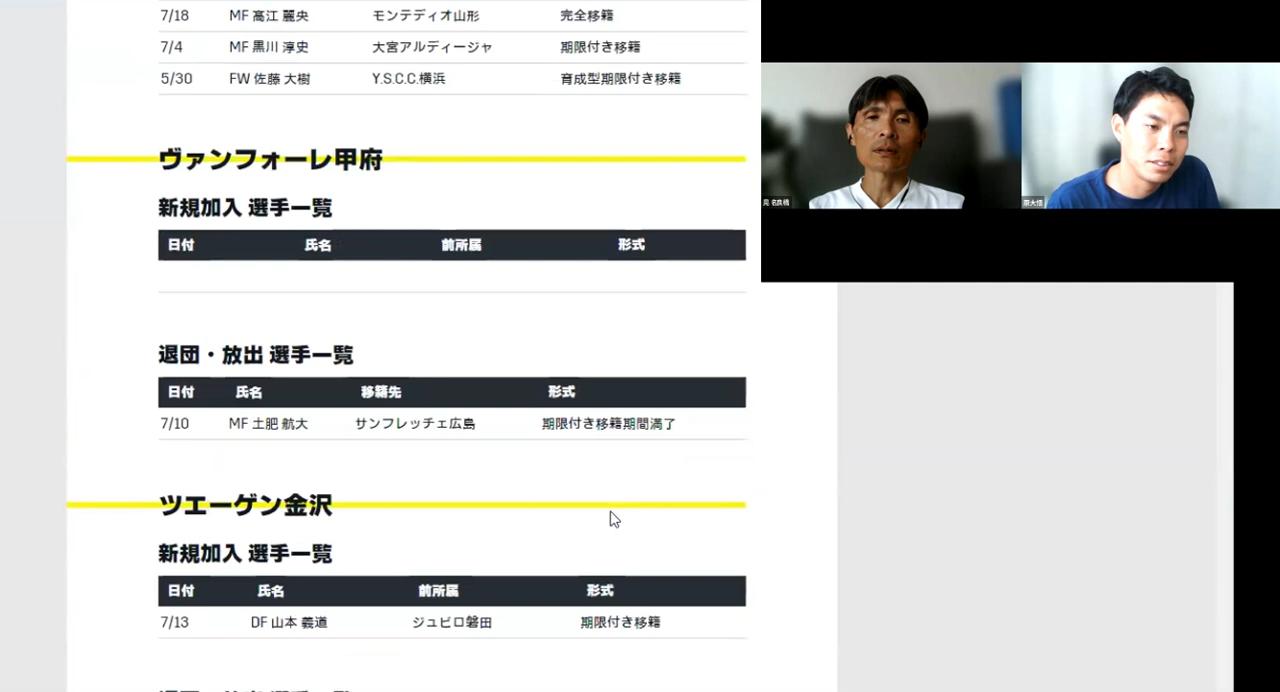 7/18 MF 髙江 麗央 モンテディオ山形 完全移籍
7/4 MF 黒川 淳史 大宮アルディージャ 期限付き移籍
5/30 FW 佐藤 大樹 Y.S.C.C.横浜 育成型期限付き移籍
ヴァンフォーレ甲府
新規加入 選手一覧
日付 氏名 前所属 形式
退団・放出 選手一覧
日付 氏名 移籍先 形式
7/10 MF 土肥 航大 サンフレッチェ広島 期限付き移籍期間満了
ツエーゲン金沢
新規加入 選手一覧
日付 氏名 前所属 形式
7/13 DF 山本 義道 ジュビロ磐田 期限付き移籍